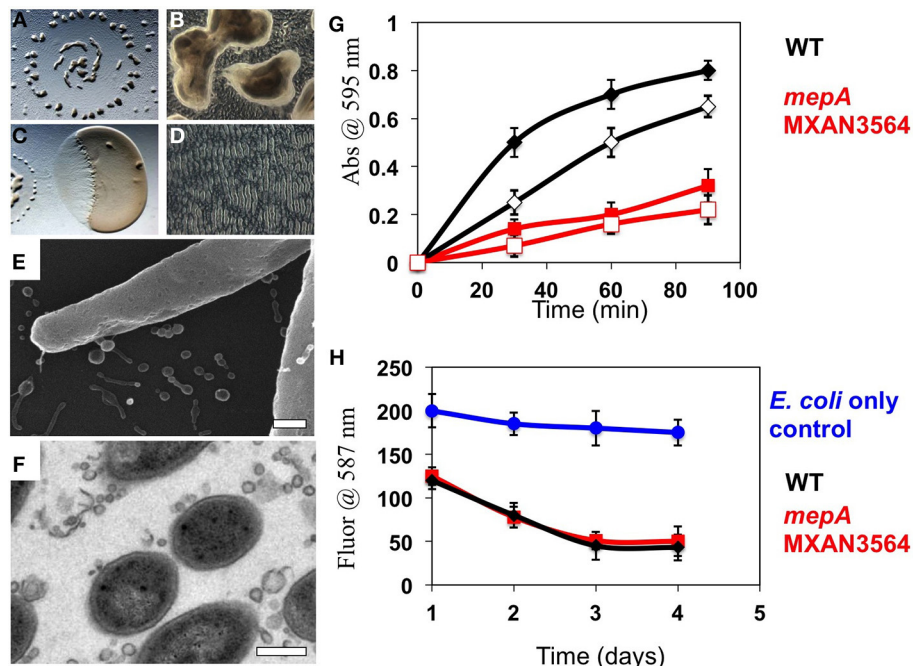 A
B
C
D
E
F
G
Abs @ 595 nm
1
0.8
0.6
0.4
0.2
0
0
20
40
60
80
100
Time (min)
WT
mepA
MXAN3564
H
Fluor @ 587 nm
250
200
150
100
50
0
1
2
3
4
5
Time (days)
E. coli only
control
WT
mepA
MXAN3564